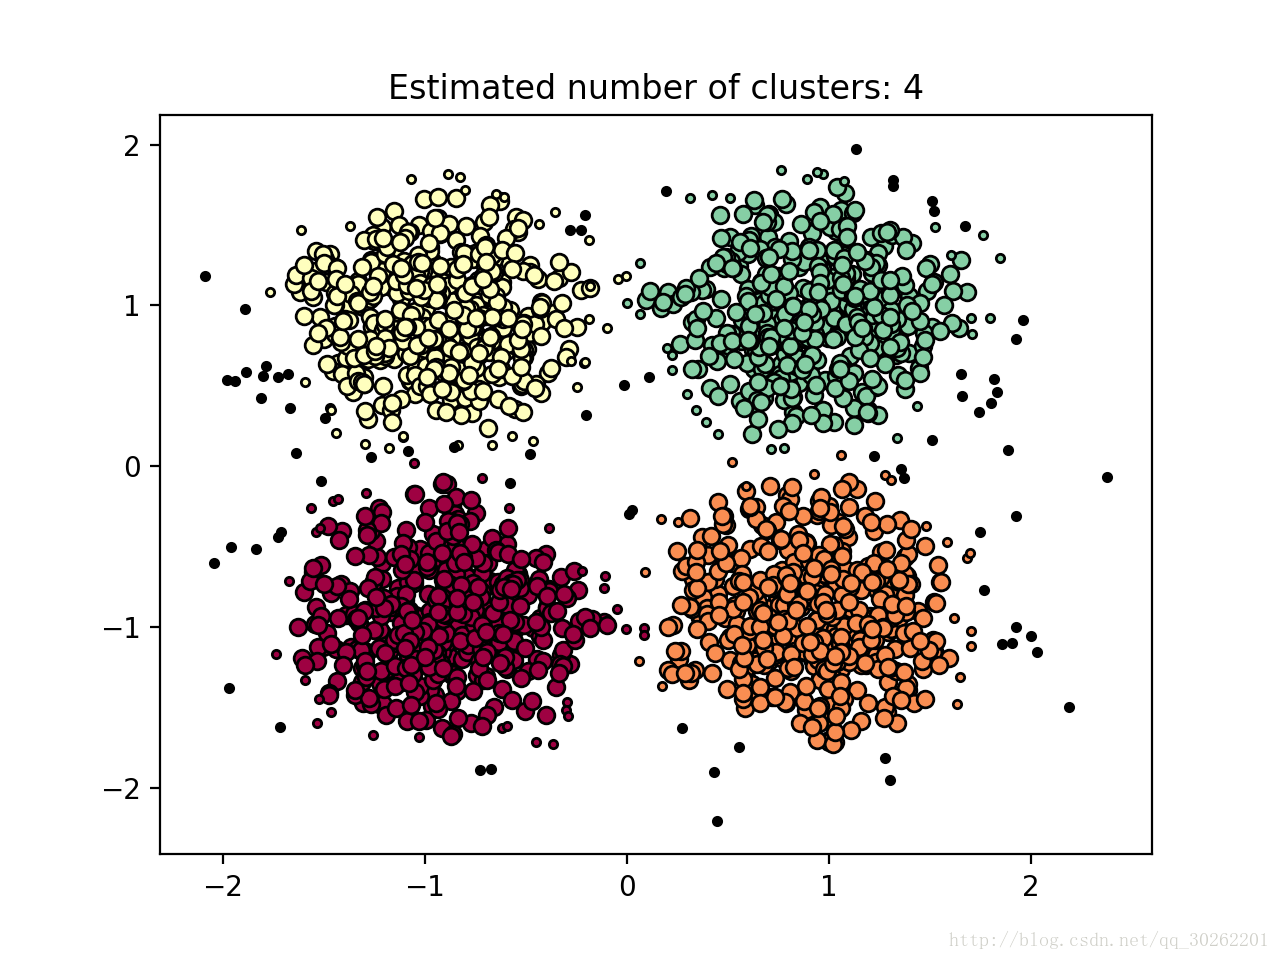 Estimated number of clusters: 4
2
1
0
−1
−2
−2 −1 0 1 2
http://blog.csdn.net/qq_30262201